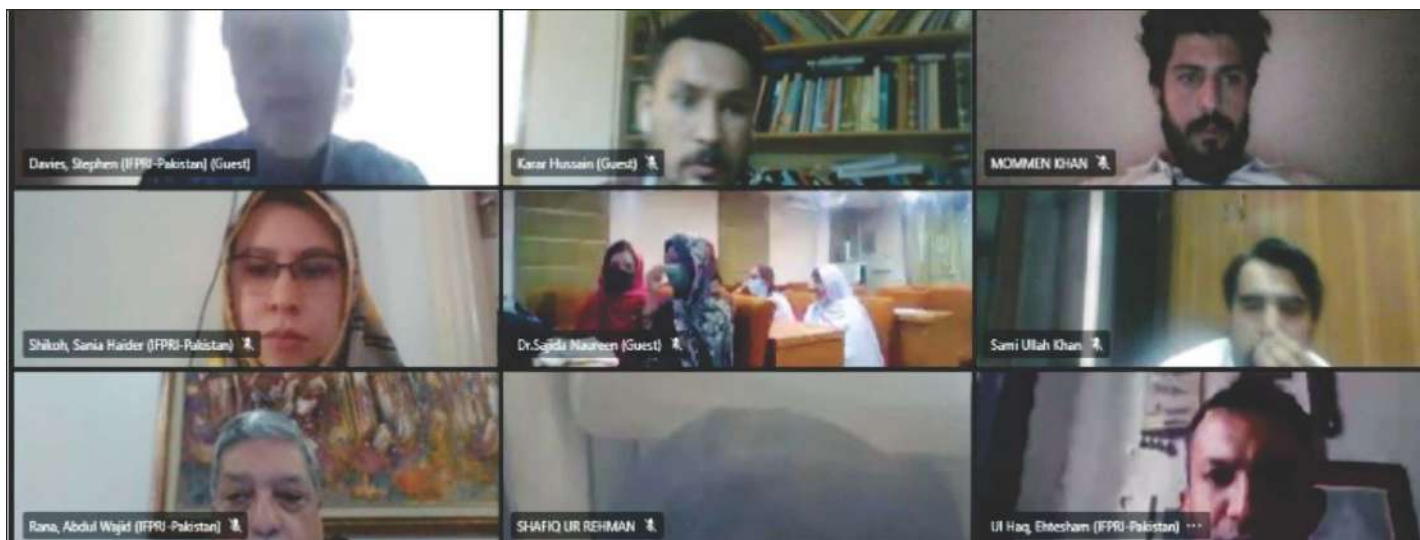 Davies, Stephen (IFPRI-Pakistan) (Guest)
Karar Hussain (Guest)
MOMMEN KHAN
Shikoh, Sania Haider (IFPRI-Pakistan)
Dr.Sajida Naureen (Guest)
Sami Ullah Khan
Rana, Abdul Wajid (IFPRI-Pakistan)
SHAFIQ UR REHMAN
Ul Haq, Ehtesham (IFPRI-Pakistan) ...